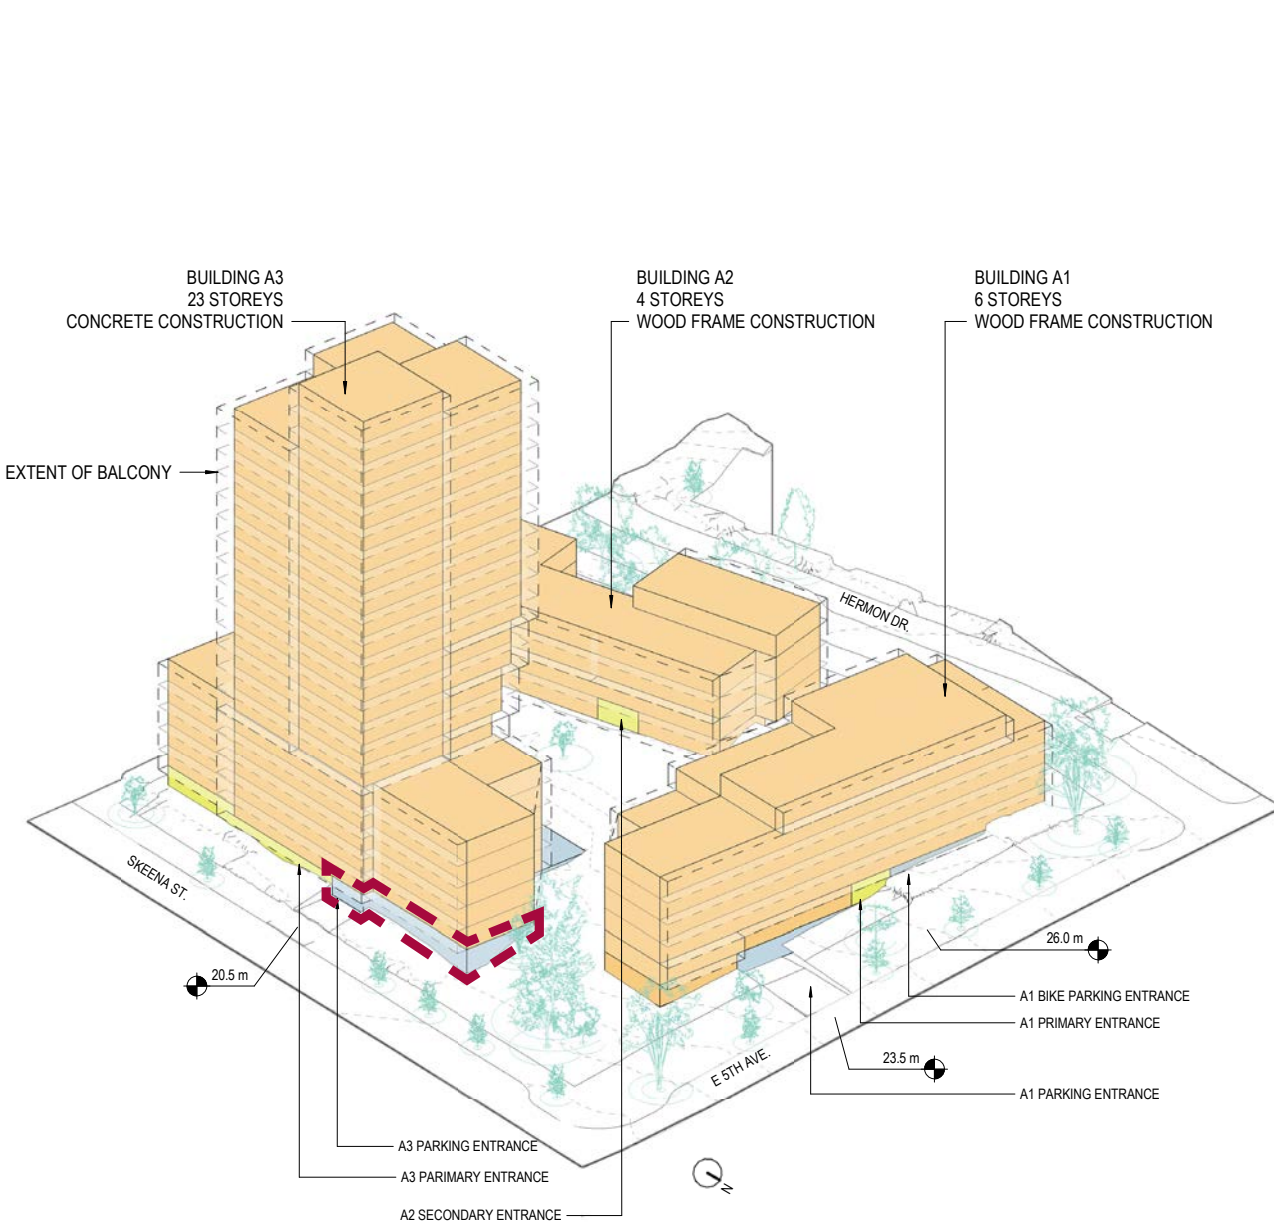 BUILDING A3
23 STOREYS
CONCRETE CONSTRUCTION
BUILDING A2
4 STOREYS
WOOD FRAME CONSTRUCTION
BUILDING A1
6 STOREYS
WOOD FRAME CONSTRUCTION
EXTENT OF BALCONY
HERMON DR.
SKEENA ST.
20.5 m
26.0 m
A1 BIKE PARKING ENTRANCE
A1 PRIMARY ENTRANCE
23.5 m
E 5TH AVE.
A1 PARKING ENTRANCE
A3 PARKING ENTRANCE
A3 PARIMARY ENTRANCE
N
A2 SECONDARY ENTRANCE